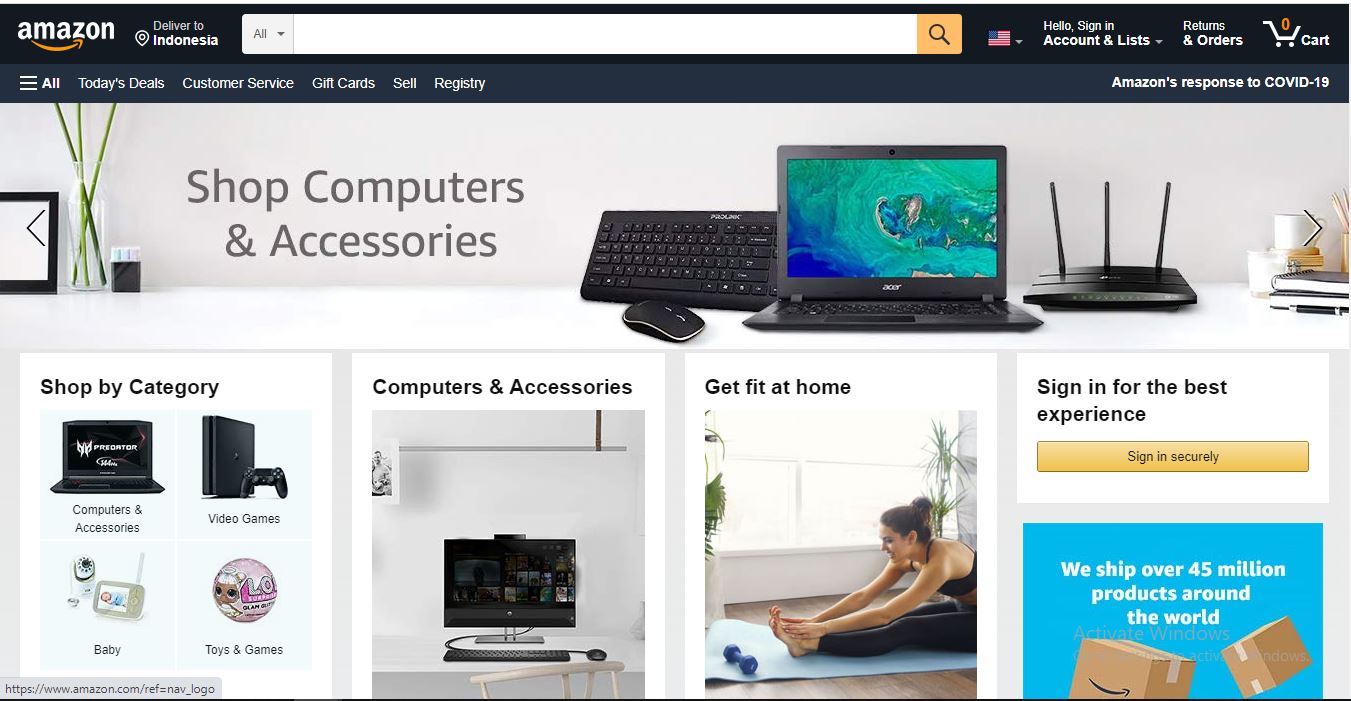 amazon
Deliver to
Indonesia
All
Hello, Sign in
Account & Lists
Returns
& Orders
0
Cart
All
Today's Deals
Customer Service
Gift Cards
Sell
Registry
Amazon's response to COVID-19
Shop Computers
& Accessories
PROLINK
acer
Shop by Category
PREDATOR
144Hz
Computers &
Accessories
Video Games
Baby
L.O.L.
SURPRISE
GLAM GLITTER
Toys & Games
Computers & Accessories
Get fit at home
Sign in for the best
experience
Sign in securely
We ship over 45 million
products around
the world
Activate Windows
https://www.amazon.com/ref=nav_logo